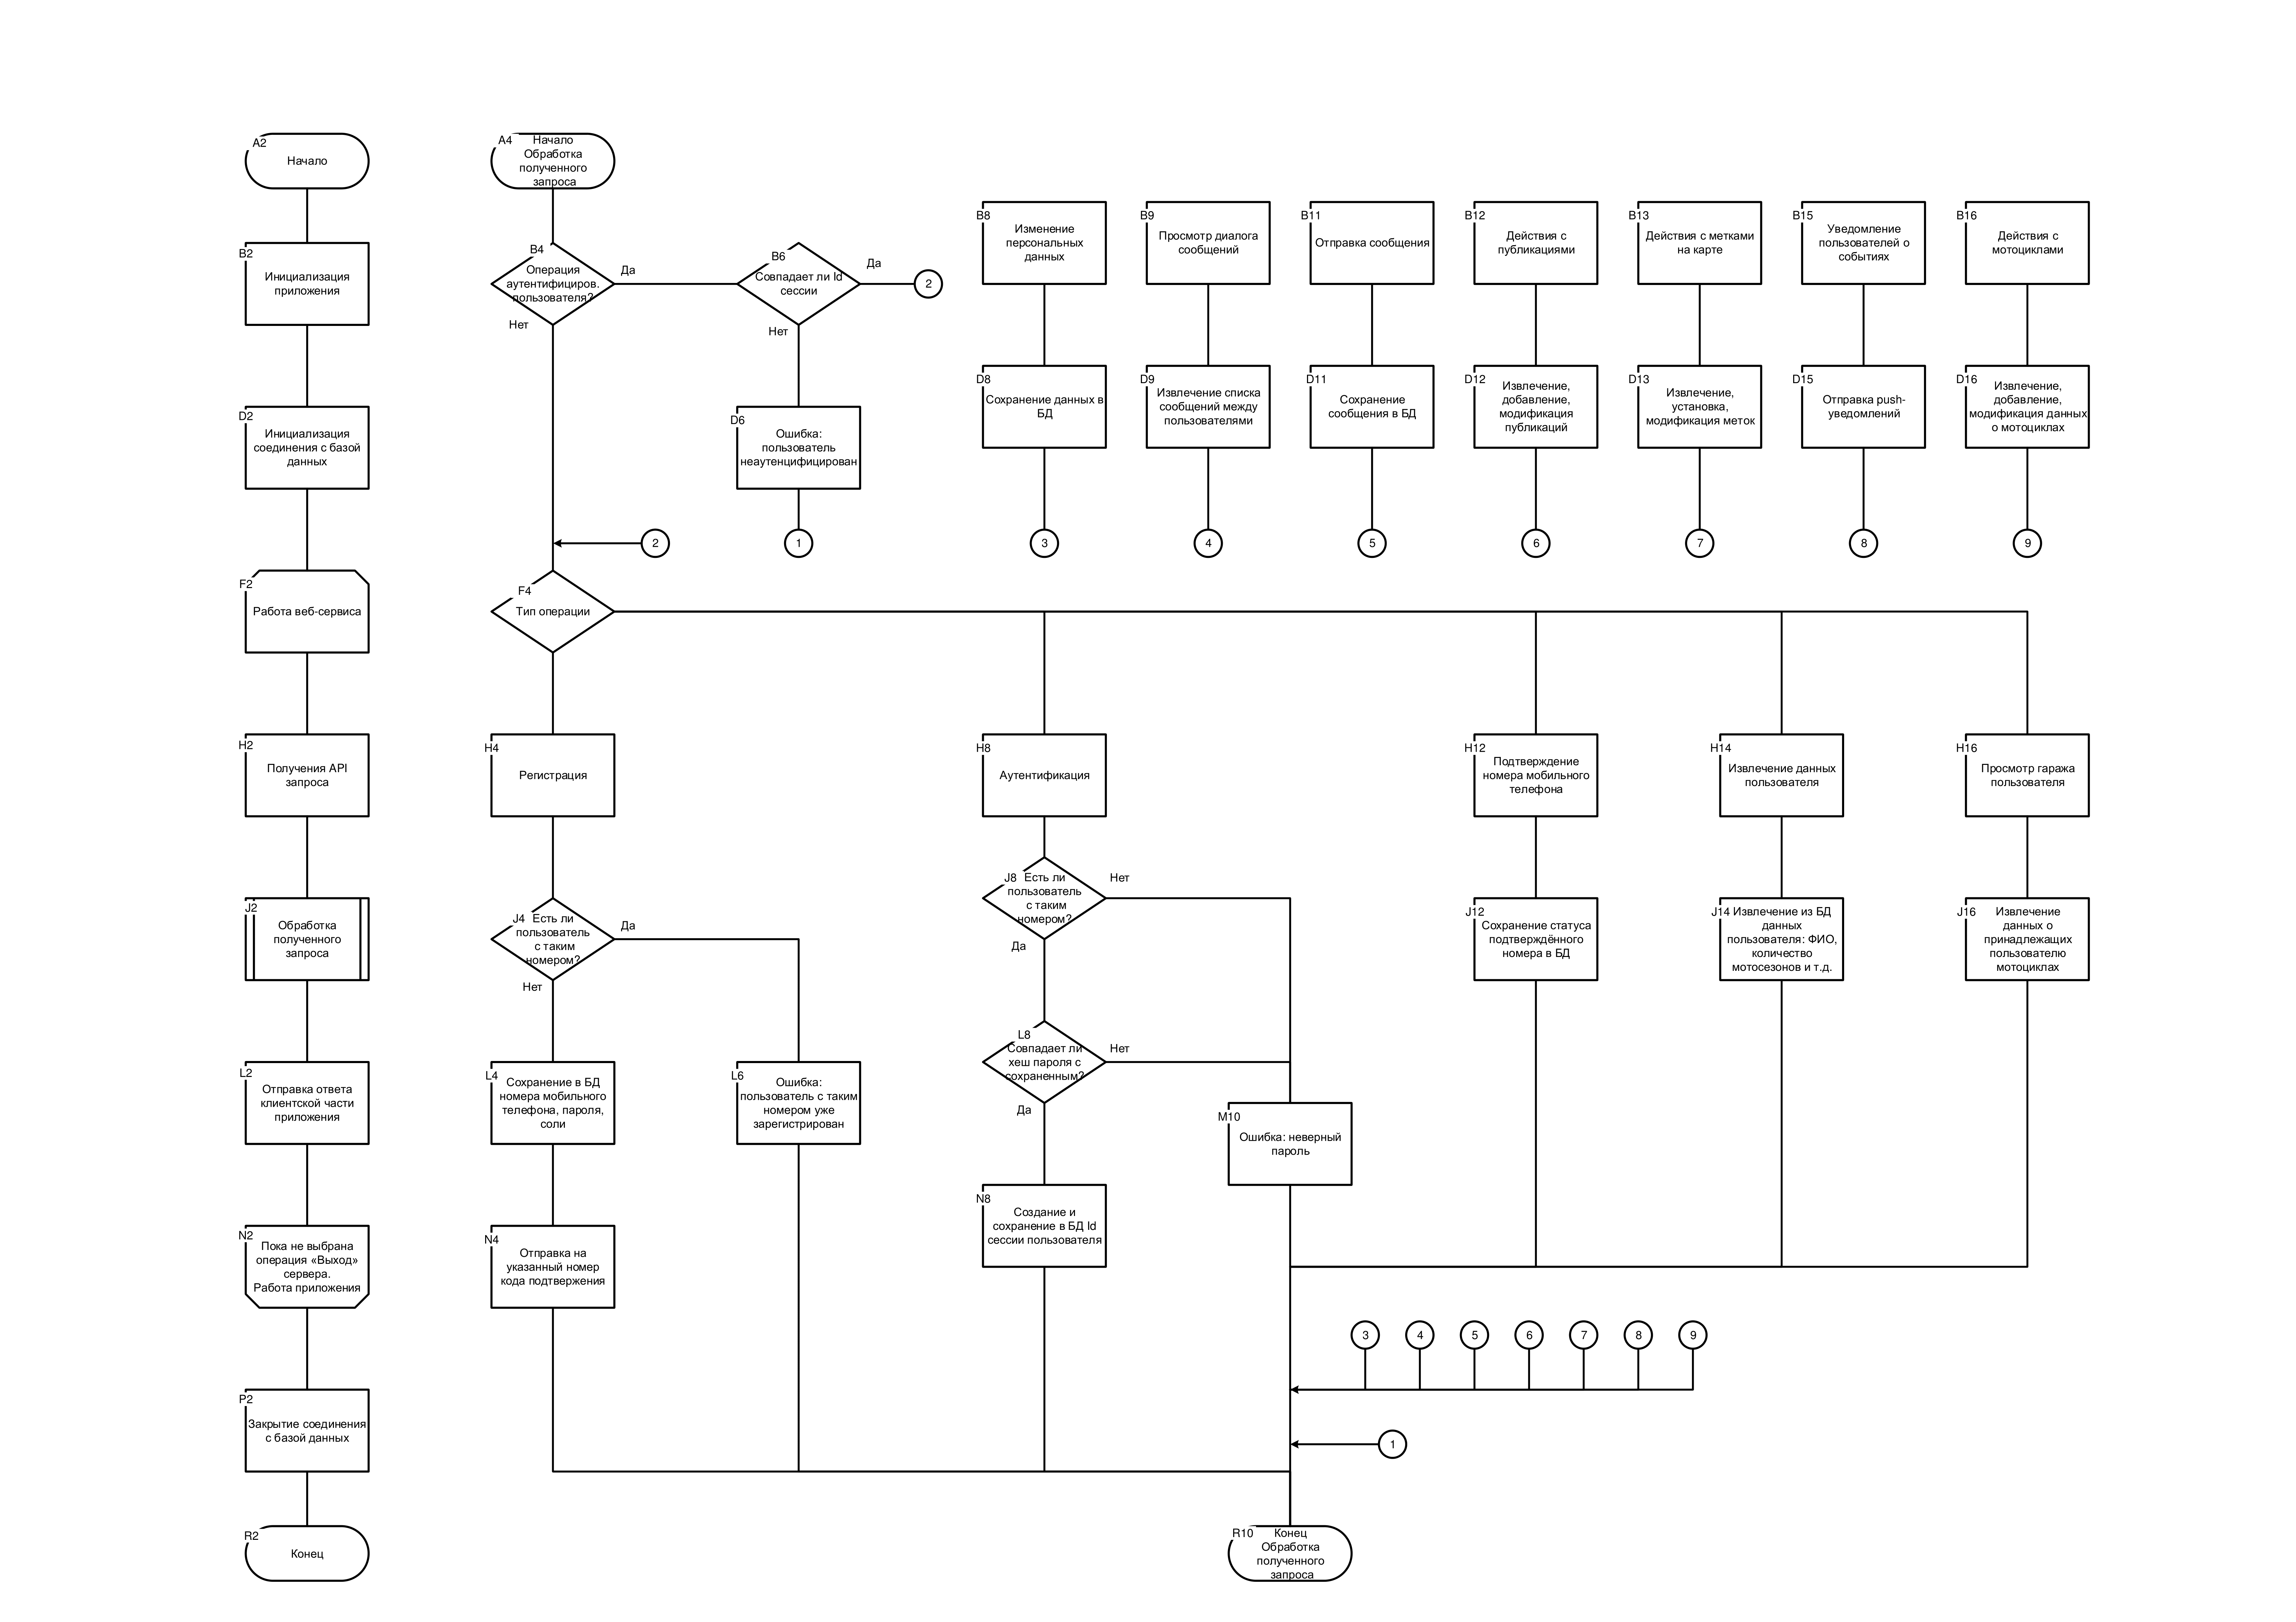 A2
Начало
B2
Инициализация
приложения
D2
Инициализация
соединения с базой
данных
F2
Работа веб-сервиса
H2
Получения API
запроса
J2
Обработка
полученного
запроса
L2
Отправка ответа
клиентской части
приложения
N2
Пока не выбрана
операция «Выход»
сервера.
Работа приложения
P2
Закрытие соединения
с базой данных
R2
Конец
A4
Начало
Обработка
полученного
запроса
B4
Операция
аутентифициров.
пользователя?
Да
Нет
B6
Совпадает ли Id
сессии
Да
2
Нет
D6
Ошибка:
пользователь
неаутенцифицирован
1
2
B8
Изменение
персональных
данных
D8
Сохранение данных в
БД
3
B9
Просмотр диалога
сообщений
D9
Извлечение списка
сообщений между
пользователями
4
B11
Отправка сообщения
D11
Сохранение
сообщения в БД
5
B12
Действия с
публикациями
D12
Извлечение,
добавление,
модификация
публикаций
6
B13
Действия с метками
на карте
D13
Извлечение,
установка,
модификация меток
7
B15
Уведомление
пользователей о
событиях
D15
Отправка push-
уведомлений
8
B16
Действия с
мотоциклами
D16
Извлечение,
добавление,
модификация данных
о мотоциклах
9
F4
Тип операции
H4
Регистрация
J4
Есть ли
пользователь
с таким
номером?
Да
Нет
L4
Сохранение в БД
номера мобильного
телефона, пароля,
соли
L6
Ошибка:
пользователь с таким
номером уже
зарегистрирован
N4
Отправка на
указанный номер
кода подтвержения
H8
Аутентификация
J8
Есть ли
пользователь
с таким
номером?
Нет
Да
L8
Совпадает ли
хеш пароля с
сохраненным?
Нет
Да
M10
Ошибка: неверный
пароль
N8
Создание и
сохранение в БД Id
сессии пользователя
H12
Подтверждение
номера мобильного
телефона
J12
Сохранение статуса
подтверждённого
номера в БД
H14
Извлечение данных
пользователя
J14
Извлечение из БД
данных
пользователя: ФИО,
количество
мотосезонов и т.д.
H16
Просмотр гаража
пользователя
J16
Извлечение
данных о
принадлежащих
пользователю
мотоциклах
3 4 5 6 7 8 9
1
R10
Конец
Обработка
полученного
запроса